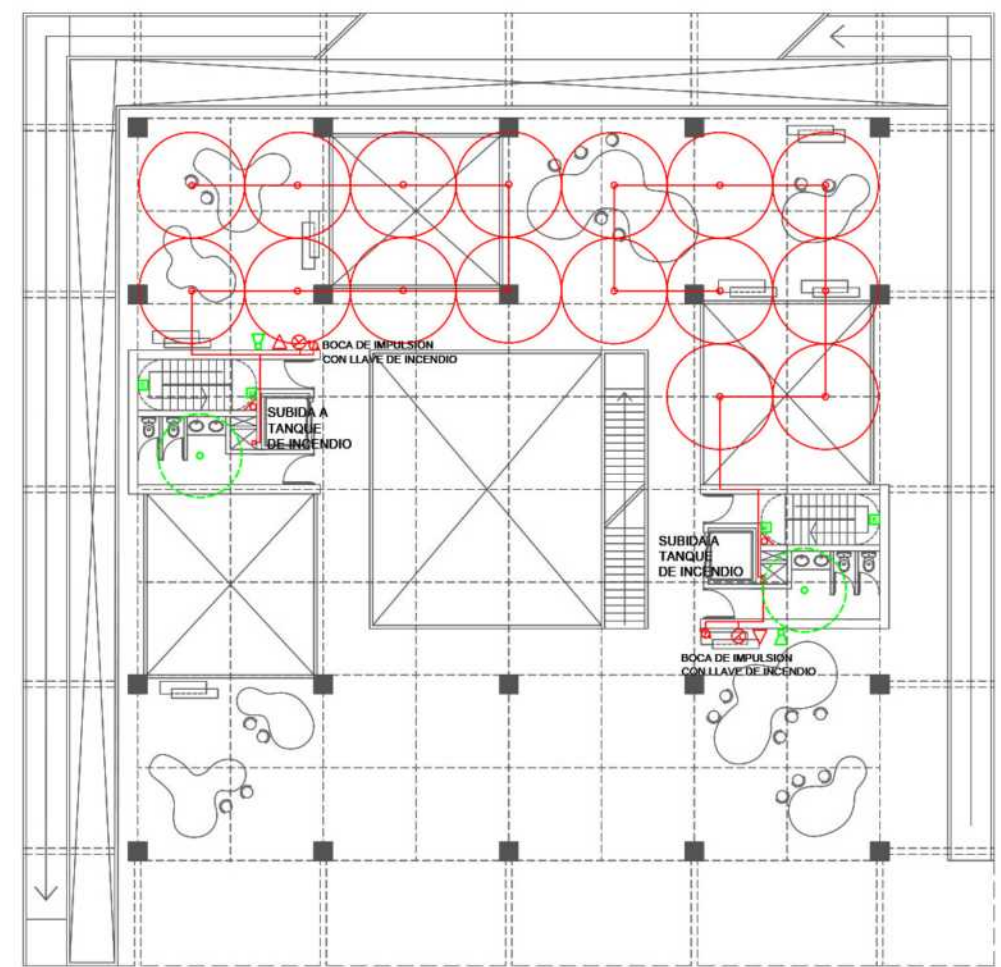 BOCA DE IMPULSION
CON LLAVE DE INCENDIO
SUBIDA A
TANQUE
DE INCENDIO
SUBIDA A
TANQUE
DE INCENDIO
BOCA DE IMPULSION
CON LLAVE DE INCENDIO